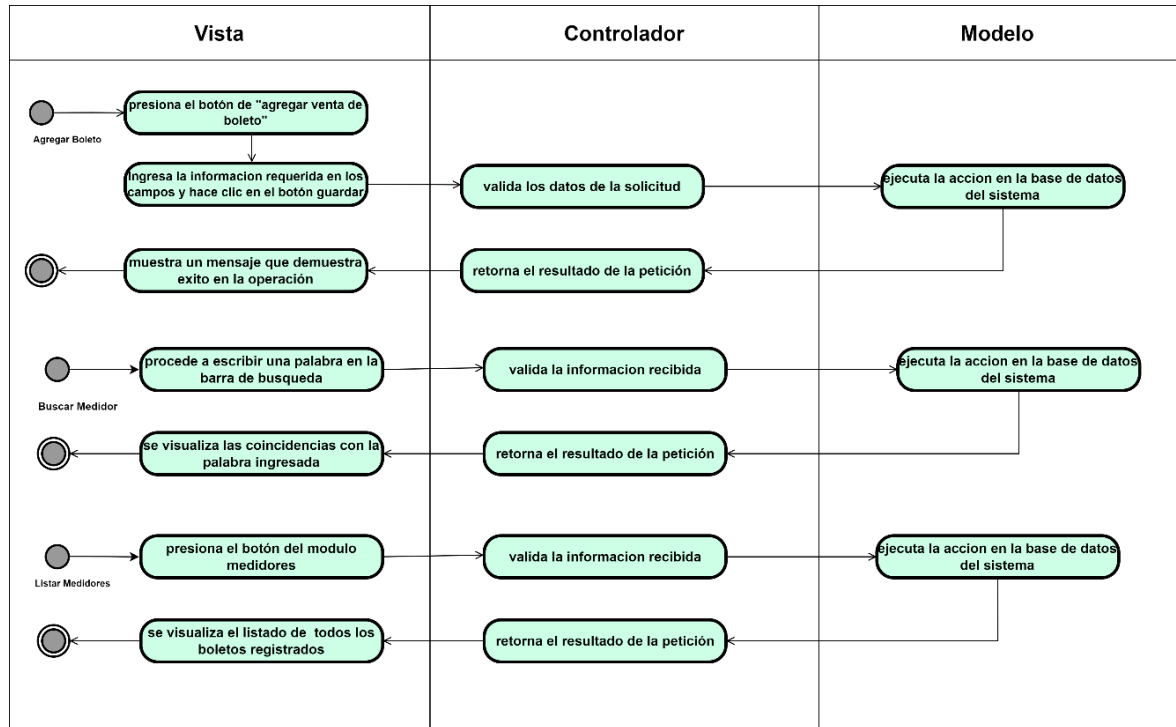 Vista
Controlador
Modelo
presiona el botón de "agregar venta de
boleto"
Agregar Boleto
Ingresa la informacion requerida en los
campos y hace clic en el botón guardar
valida los datos de la solicitud
ejecuta la accion en la base de datos
del sistema
muestra un mensaje que demuestra
exito en la operación
retorna el resultado de la petición
procede a escribir una palabra en la
barra de busqueda
valida la informacion recibida
ejecuta la accion en la base de datos
del sistema
Buscar Medidor
se visualiza las coincidencias con la
palabra ingresada
retorna el resultado de la petición
presiona el botón del modulo
medidores
valida la informacion recibida
ejecuta la accion en la base de datos
del sistema
Listar Medidores
se visualiza el listado de todos los
boletos registrados
retorna el resultado de la petición